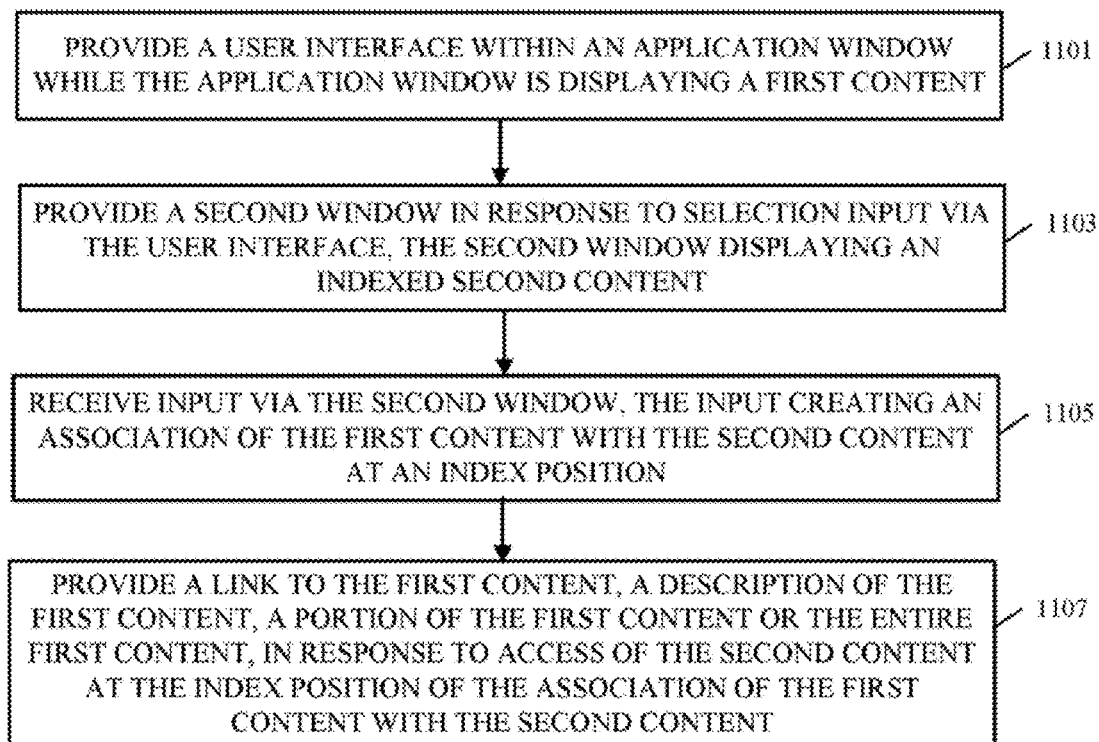 PROVIDE A USER INTERFACE WITHIN AN APPLICATION WINDOW
WHILE THE APPLICATION WINDOW IS DISPLAYING A FIRST CONTENT
1101
PROVIDE A SECOND WINDOW IN RESPONSE TO SELECTION INPUT VIA
THE USER INTERFACE, THE SECOND WINDOW DISPLAYING AN
INDEXED SECOND CONTENT
1103
RECEIVE INPUT VIA THE SECOND WINDOW, THE INPUT CREATING AN
ASSOCIATION OF THE FIRST CONTENT WITH THE SECOND CONTENT
AT AN INDEX POSITION
1105
PROVIDE A LINK TO THE FIRST CONTENT, A DESCRIPTION OF THE
FIRST CONTENT, A PORTION OF THE FIRST CONTENT OR THE ENTIRE
FIRST CONTENT, IN RESPONSE TO ACCESS OF THE SECOND CONTENT
AT THE INDEX POSITION OF THE ASSOCIATION OF THE FIRST
CONTENT WITH THE SECOND CONTENT
1107